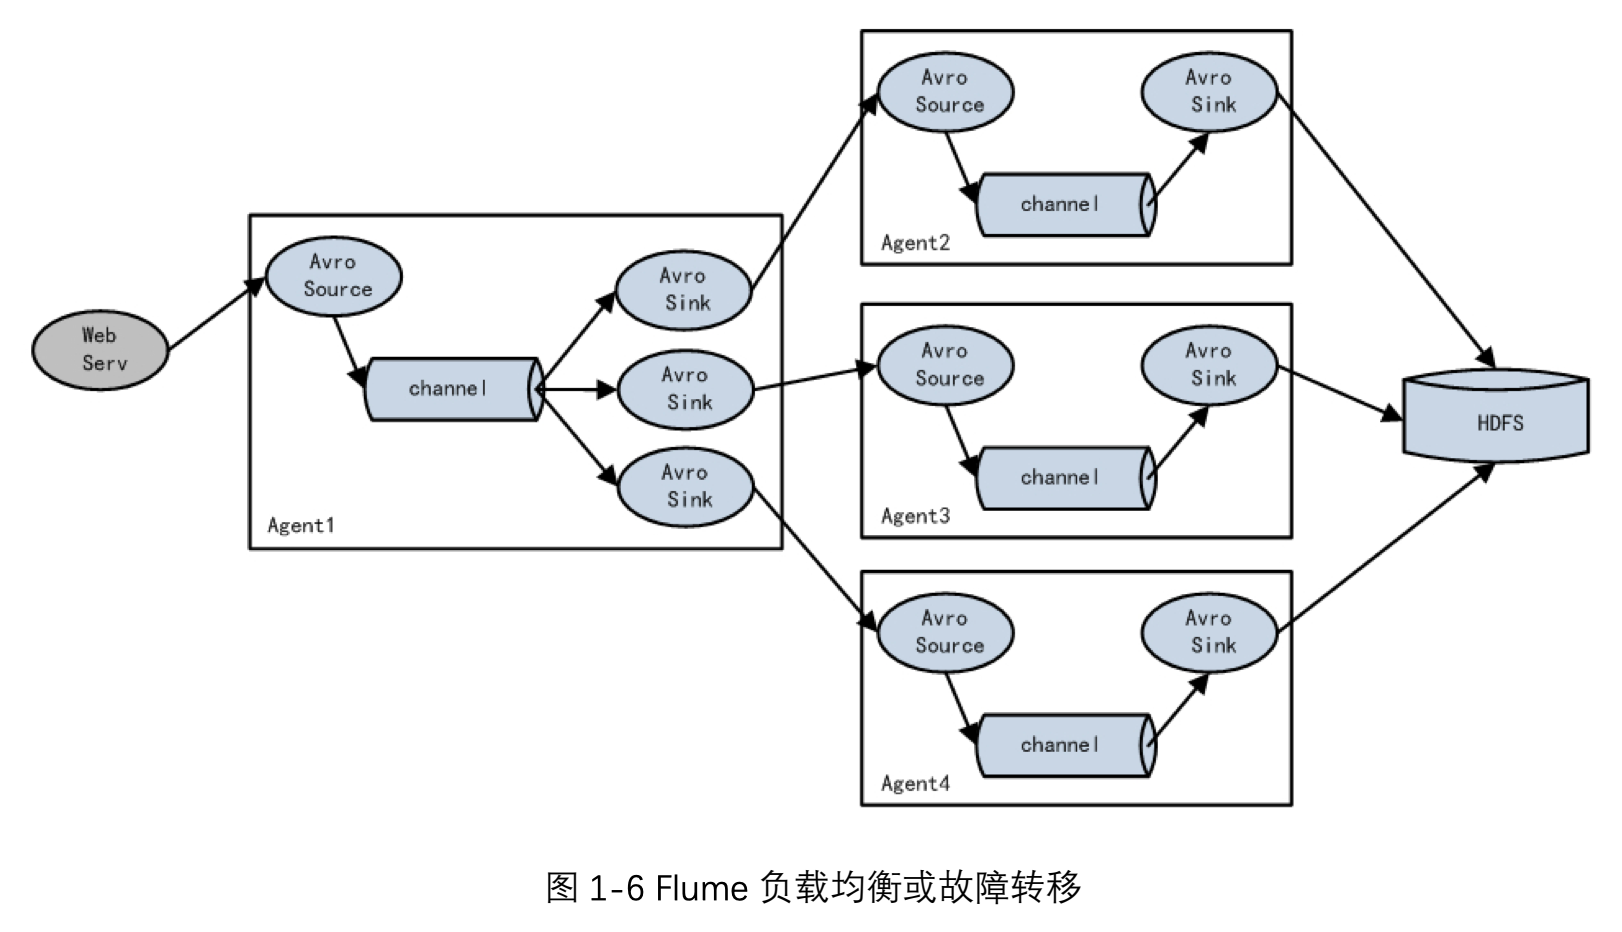 Web
Serv
Avro
Source
channel
Avro
Sink
Avro
Sink
Avro
Sink
Agent1
Avro
Source
channel
Avro
Sink
Agent2
Avro
Source
channel
Avro
Sink
Agent3
Avro
Source
channel
Avro
Sink
Agent4
HDFS
图 1-6 Flume 负载均衡或故障转移